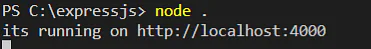 PS C:\expressjs> node .
its running on http://localhost:4000